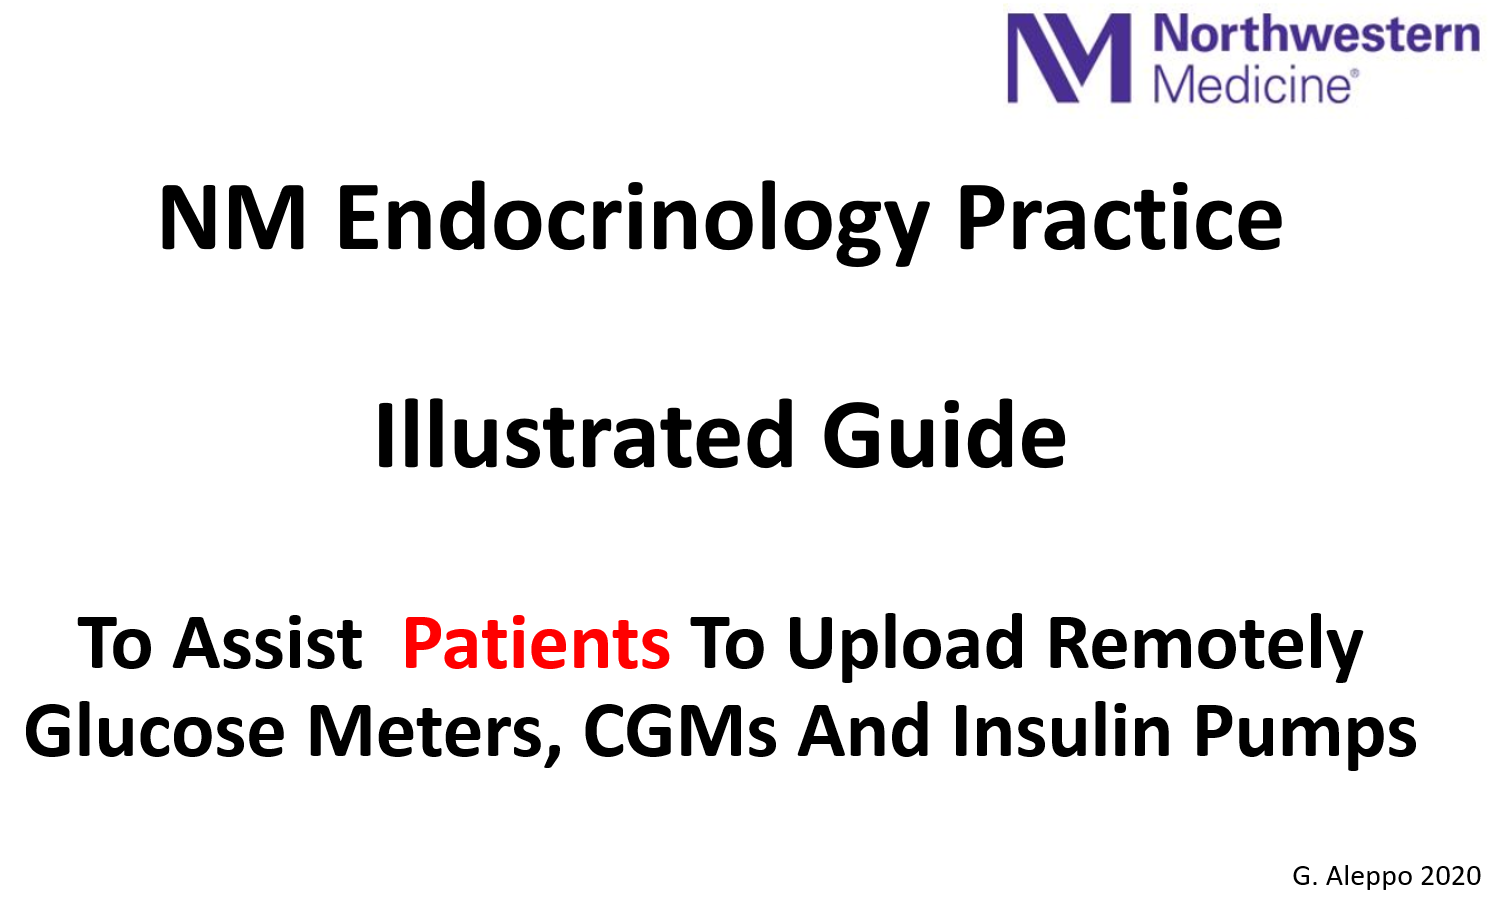 Northwestern
Medicine®
NM Endocrinology Practice
Illustrated Guide
To Assist  Patients To Upload Remotely
Glucose Meters, CGMs And Insulin Pumps
G. Aleppo 2020